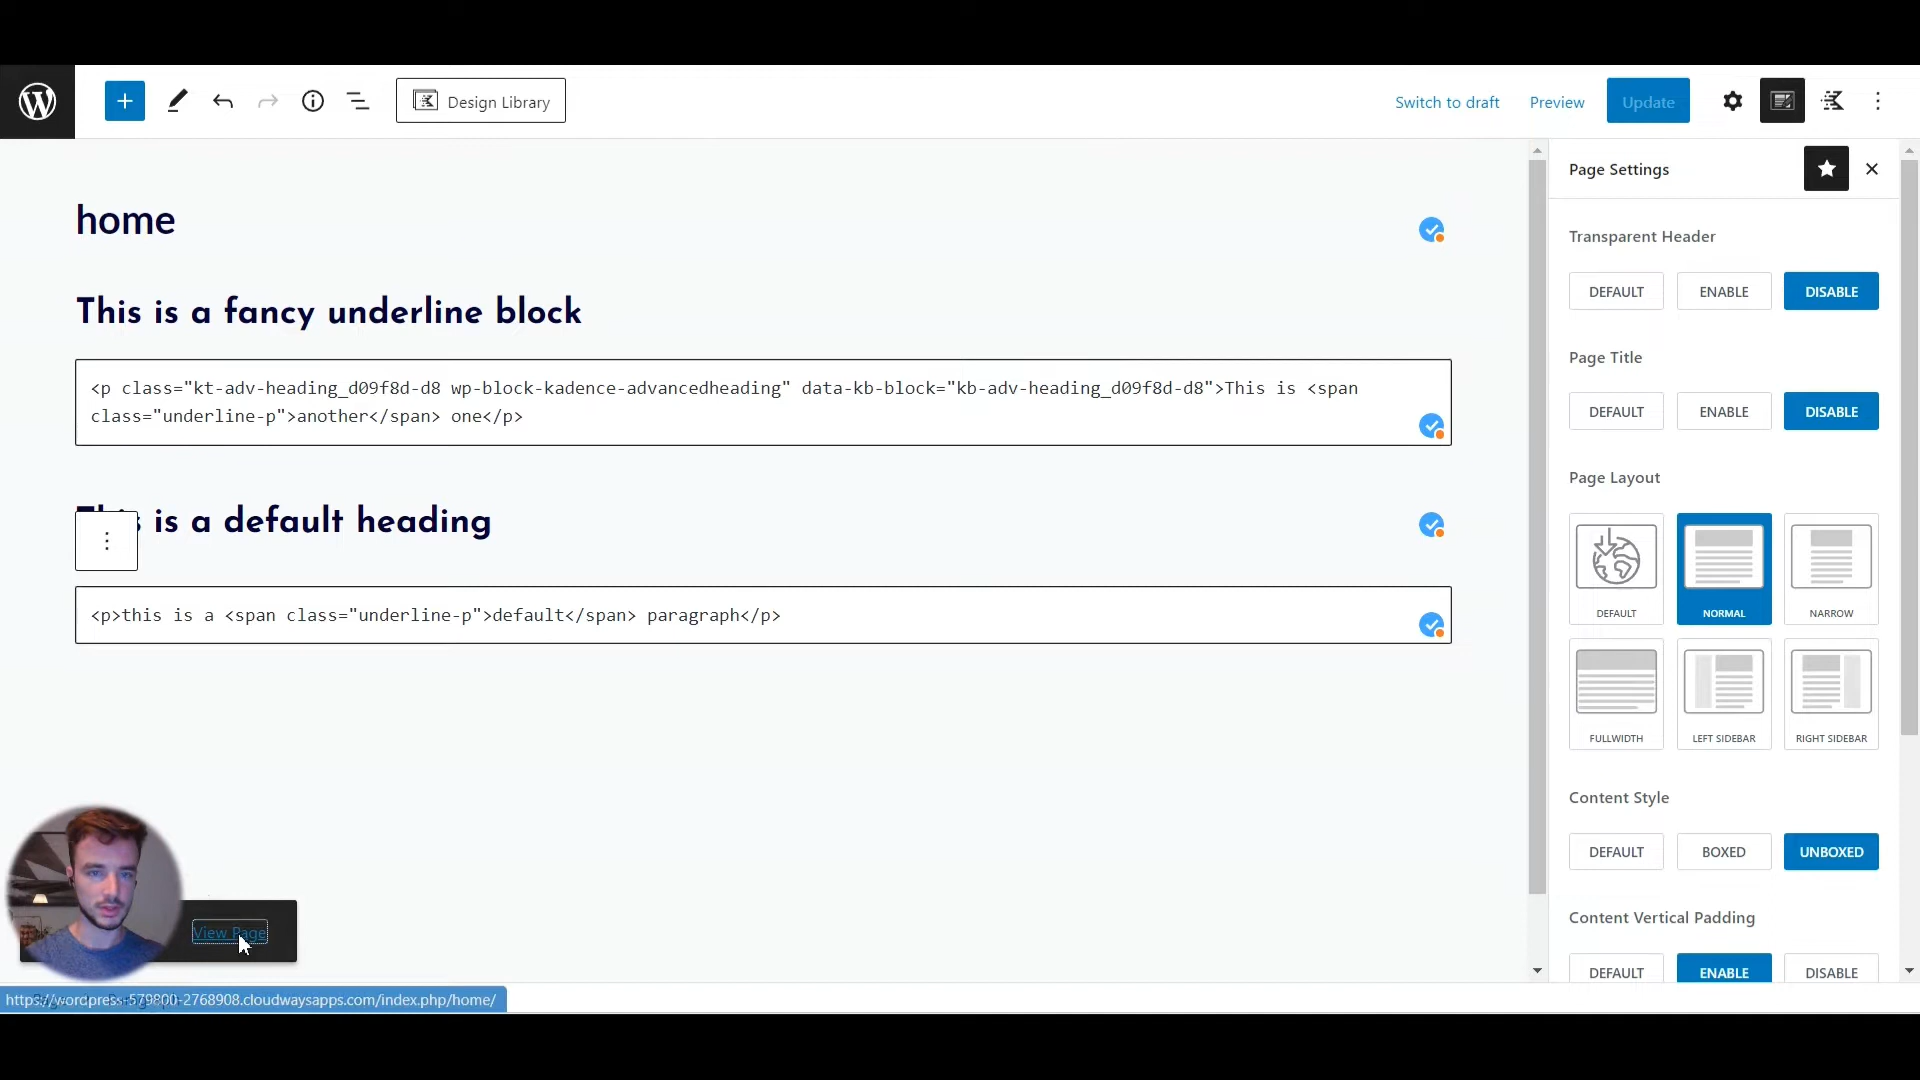 Design Library
Switch to draft
Preview
Update
home
This is a fancy underline block
<p class="kt-adv-heading_d09f8d-d8 wp-block-kadence-advancedheading" data-kb-block="kb-adv-heading_d09f8d-d8">This is <span
class="underline-p">another</span> one</p>
is a default heading
<p>this is a <span class="underline-p">default</span> paragraph</p>
View Page
https://wordpress-579800-2768908.cloudwaysapps.com/index.php/home/
Page Settings
Transparent Header
DEFAULT ENABLE DISABLE
Page Title
DEFAULT ENABLE DISABLE
Page Layout
DEFAULT NORMAL NARROW
FULLWIDTH LEFT SIDEBAR RIGHT SIDEBAR
Content Style
DEFAULT BOXED UNBOXED
Content Vertical Padding
DEFAULT ENABLE DISABLE